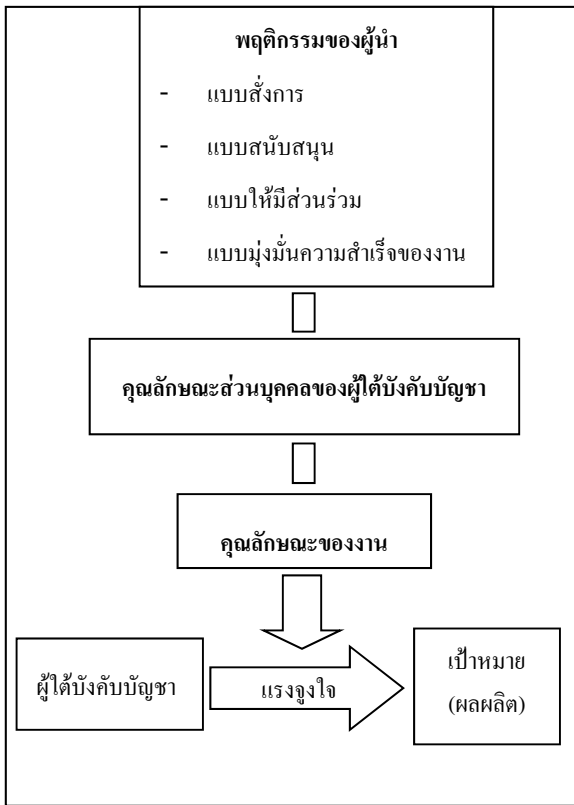 พฤติกรรมของผู้นำ
- แบบสั่งการ
- แบบสนับสนุน
- แบบให้มีส่วนร่วม
- แบบมุ่งมั่นความสำเร็จของงาน
คุณลักษณะส่วนบุคคลของผู้ใต้บังคับบัญชา
คุณลักษณะของงาน
ผู้ใต้บังคับบัญชา
แรงจูงใจ
เป้าหมาย
(ผลผลิต)